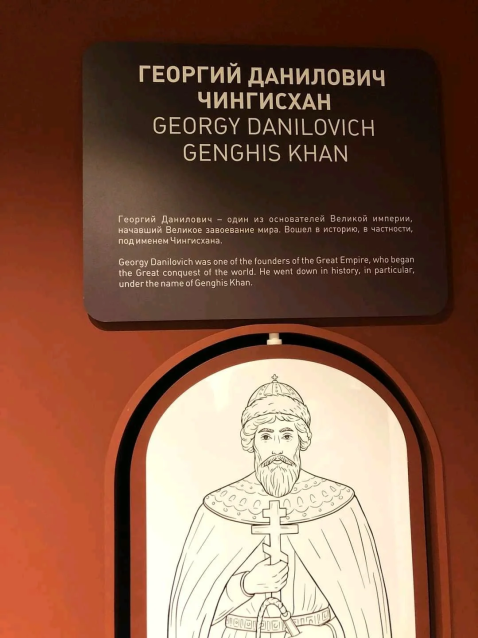 ГЕОРГИЙ ДАНИЛОВИЧ
ЧИНГИСХАН
GEORGY DANILOVICH
GENGHIS KHAN
Георгий Данилович – один из основателей Великой империи,
начавший Великое завоевание мира. Вошел в историю, в частности,
под именем Чингисхана.
Georgy Danilovich was one of the founders of the Great Empire, who began
the Great conquest of the world. He went down in history, in particular,
under the name of Genghis Khan.